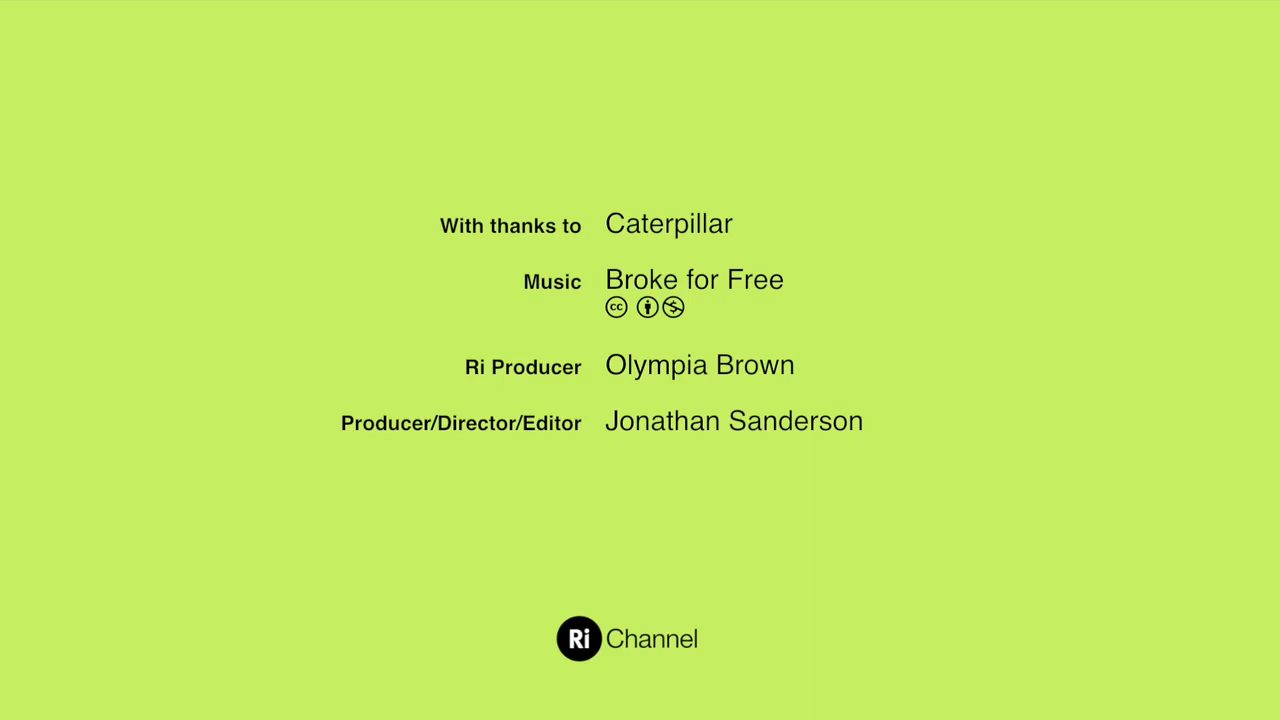 With thanks to Caterpillar
Music Broke for Free
cc
Ri Producer Olympia Brown
Producer/Director/Editor Jonathan Sanderson
Ri Channel